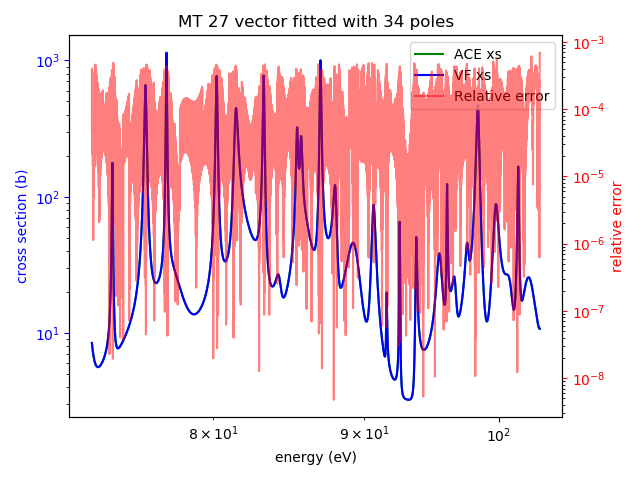 MT 27 vector fitted with 34 poles
ACE xs
VF xs
Relative error
cross section (b)
10³
10²
10¹
relative error
10⁻³
10⁻⁴
10⁻⁵
10⁻⁶
10⁻⁷
10⁻⁸
8 × 10¹
9 × 10¹
10²
energy (eV)